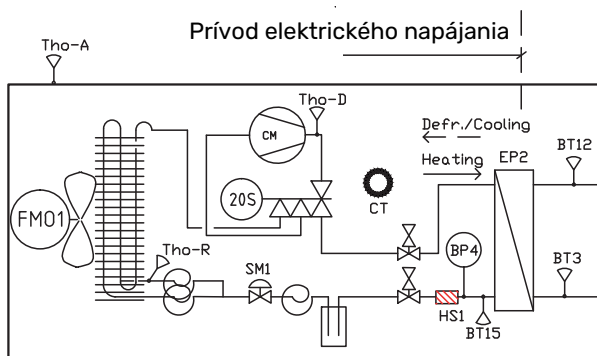 Prívod elektrického napájania
Tho-A
Tho-D
CM
Defr./Cooling
BT12
Heating
EP2
20S
CT
FM01
Tho-R
SM1
BP4
BT3
HS1
BT15